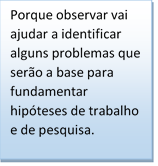 Porque observar vai
ajudar a identificar
alguns problemas que
serão a base para
fundamentar
hipóteses de trabalho
e de pesquisa.